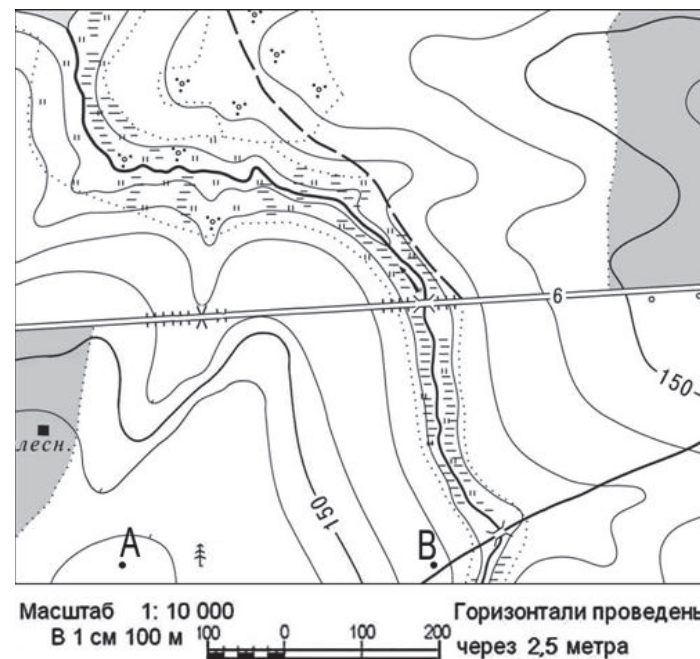 6
150
лесн.
150
А
В
Масштаб 1: 10 000
В 1 см 100 м
100 0 100 200
Горизонтали проведены
через 2,5 метра